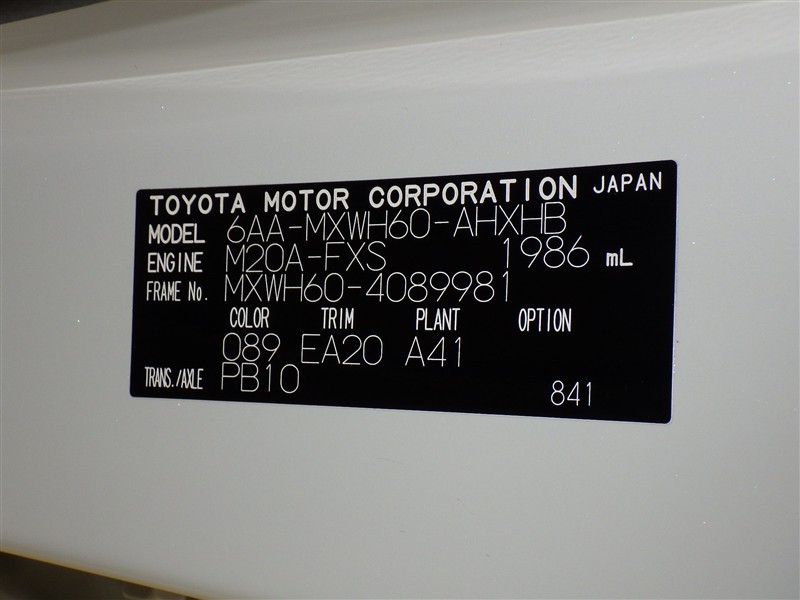 TOYOTA MOTOR CORPORATION JAPAN
MODEL 6AA-MXWH60-AHXHB
ENGINE M20A-FXS 1986 mL
FRAME No. MXWH60-4089981
COLOR TRIM PLANT OPTION
089 EA20 A41
TRANS./AXLE PB10 841